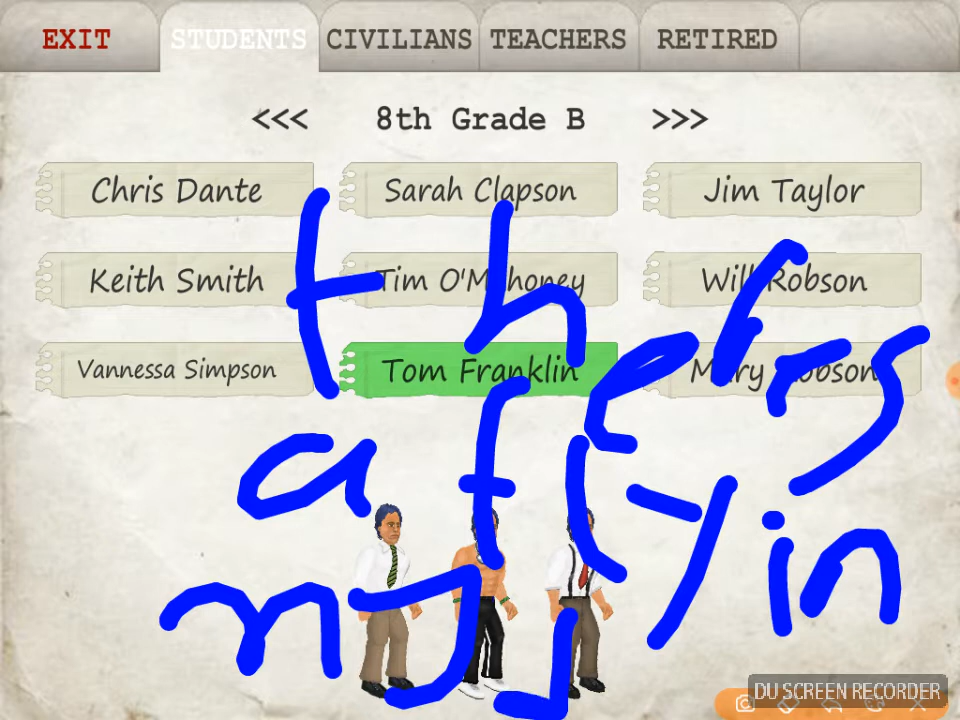 EXIT STUDENTS CIVILIANS TEACHERS RETIRED
<<< 8th Grade B >>>
Chris Dante Sarah Clapson Jim Taylor
Keith Smith Tim O'Mahoney Will Robson
Vannessa Simpson Tom Franklin Mary Robson
a fly in
my
DU SCREEN RECORDER